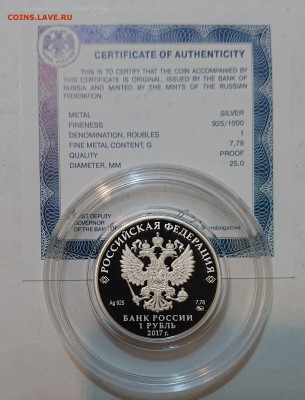 COINS.LAVE.RU
CERTIFICATE OF AUTHENTICITY
THIS IS TO CERTIFY THAT THE COIN ACCOMPANIED BY
THIS CERTIFICATE IS ORIGINAL, ISSUED BY THE BANK OF
RUSSIA AND MINTED BY THE MINTS OF THE RUSSIAN
FEDERATION.
METAL SILVER
FINENESS 925/1000
DENOMINATION, ROUBLES 1
FINE METAL CONTENT, G 7,78
QUALITY PROOF
DIAMETER, MM 25,0
DEPUTY
GOVERNOR
OF THE BANK OF
РОССИЙСКАЯ ФЕДЕРАЦИЯ
Ag 925 7,78
БАНК РОССИИ
1 РУБЛЬ
2017 г.